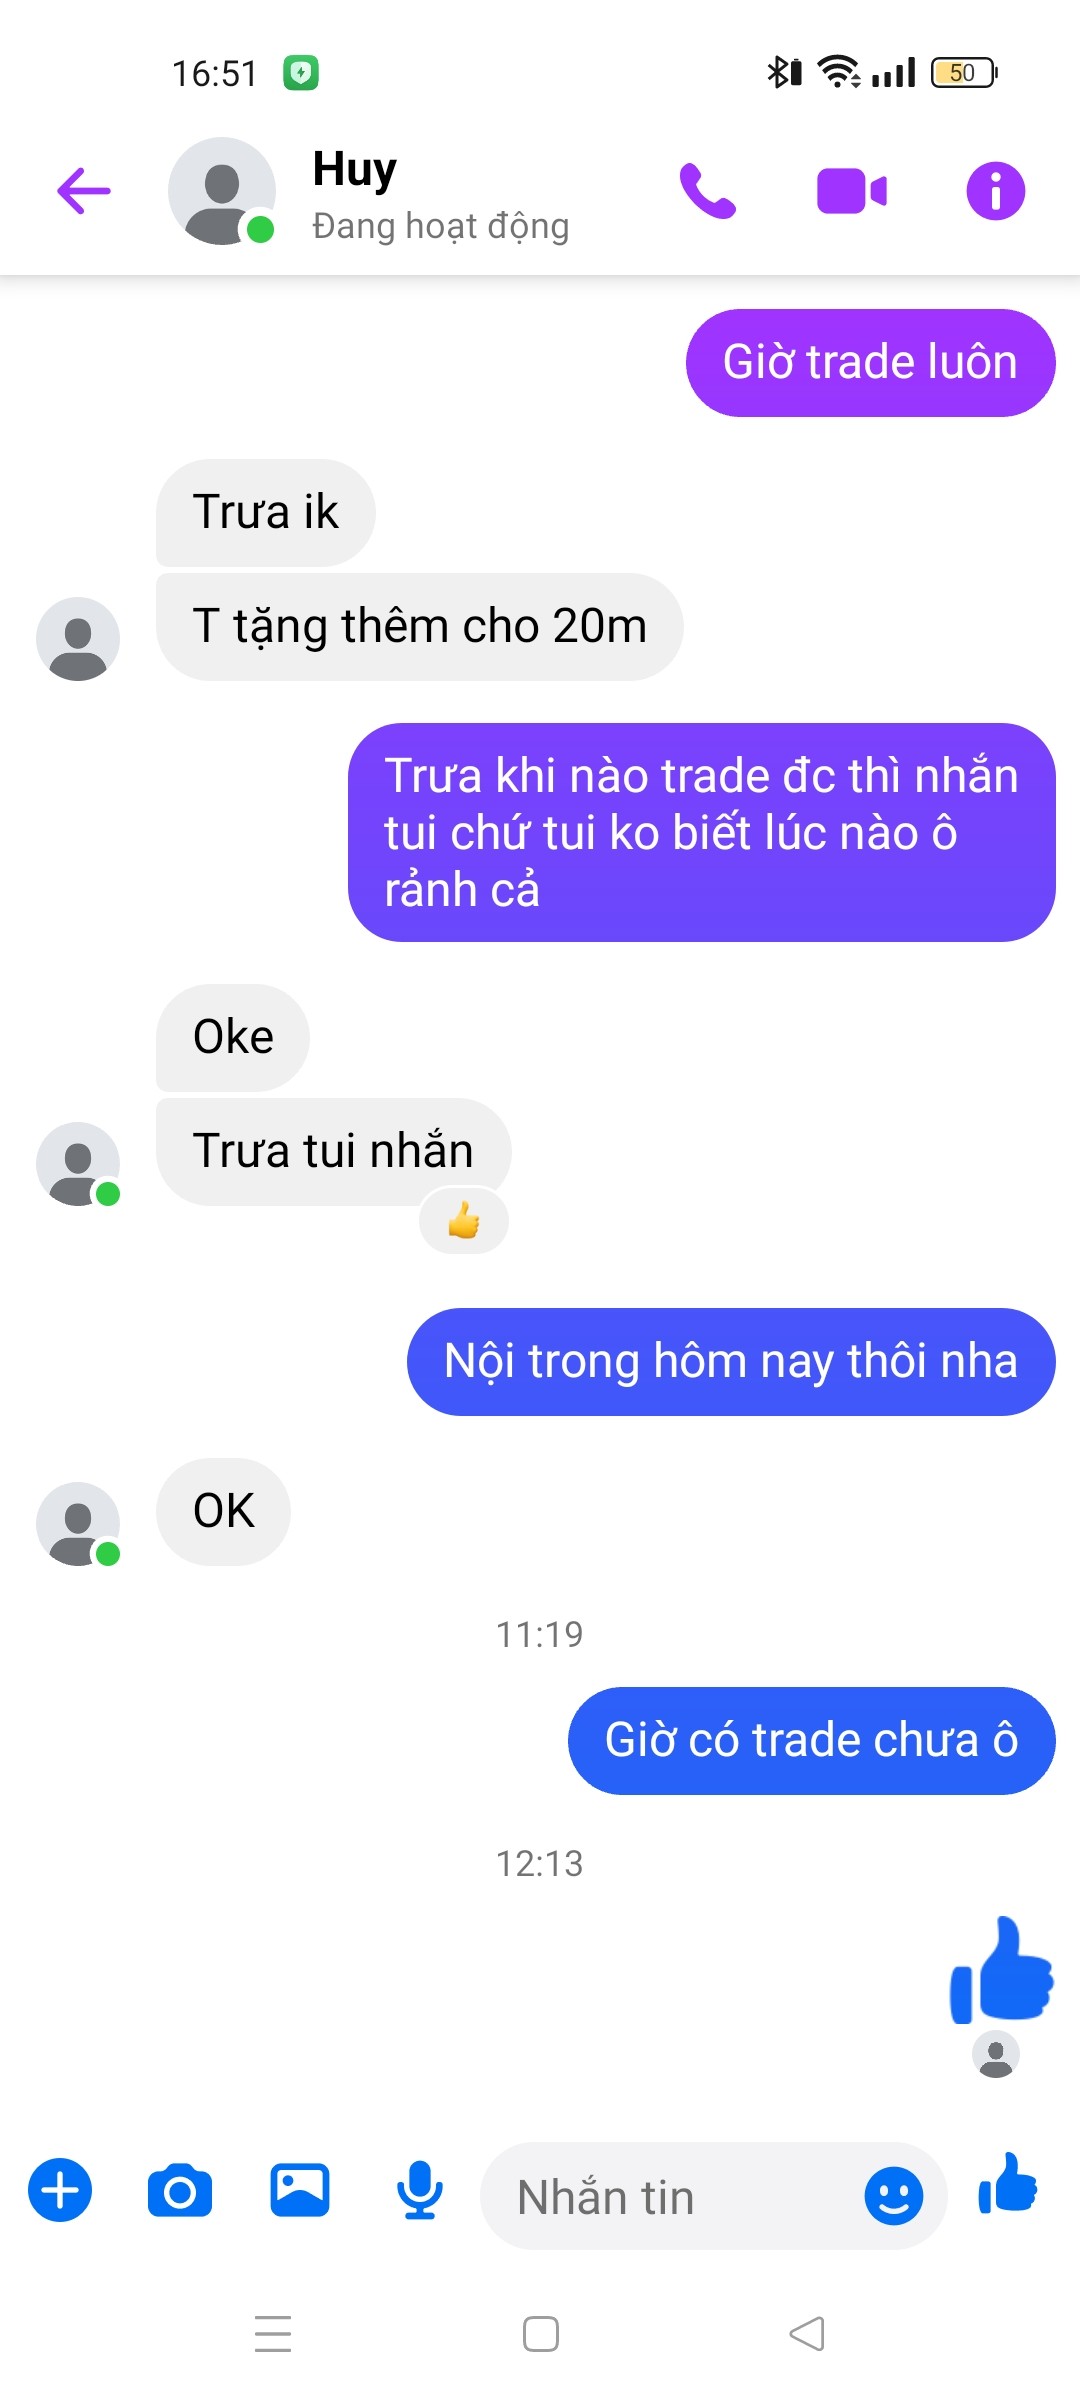 16:51
50
Huy
Đang hoạt động
Giờ trade luôn
Trưa ik
T tặng thêm cho 20m
Trưa khi nào trade đc thì nhắn
tui chứ tui ko biết lúc nào ô
rảnh cả
Oke
Trưa tui nhắn
Nội trong hôm nay thôi nha
OK
11:19
Giờ có trade chưa ô
12:13
Nhắn tin